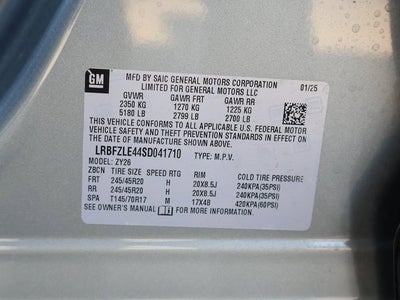 GM
MFD BY SAIC GENERAL MOTORS CORPORATION
LIMITED FOR GENERAL MOTORS LLC
01/25
GVWR GAWR FRT GAWR RR
2350 KG 1270 KG 1225 KG
5180 LB 2799 LB 2700 LB
THIS VEHICLE CONFORMS TO ALL APPLICABLE U.S. FEDERAL MOTOR
VEHICLE SAFETY, BUMPER, AND THEFT PREVENTION STANDARDS IN EFFECT ON
THE DATE OF MANUFACTURE SHOWN ABOVE.
LRBFZLE44SD041710 TYPE: M.P.V.
MODEL: ZY26
ZBCN TIRE SIZE SPEED RTG RIM COLD TIRE PRESSURE
FRT 245/45R20 H 20X8.5J 240KPA(35PSI)
RR 245/45R20 H 20X8.5J 240KPA(35PSI)
SPA T145/70R17 M 17X4B 420KPA(60PSI)
SEE OWNER'S MANUAL FOR MORE INFORMATION.